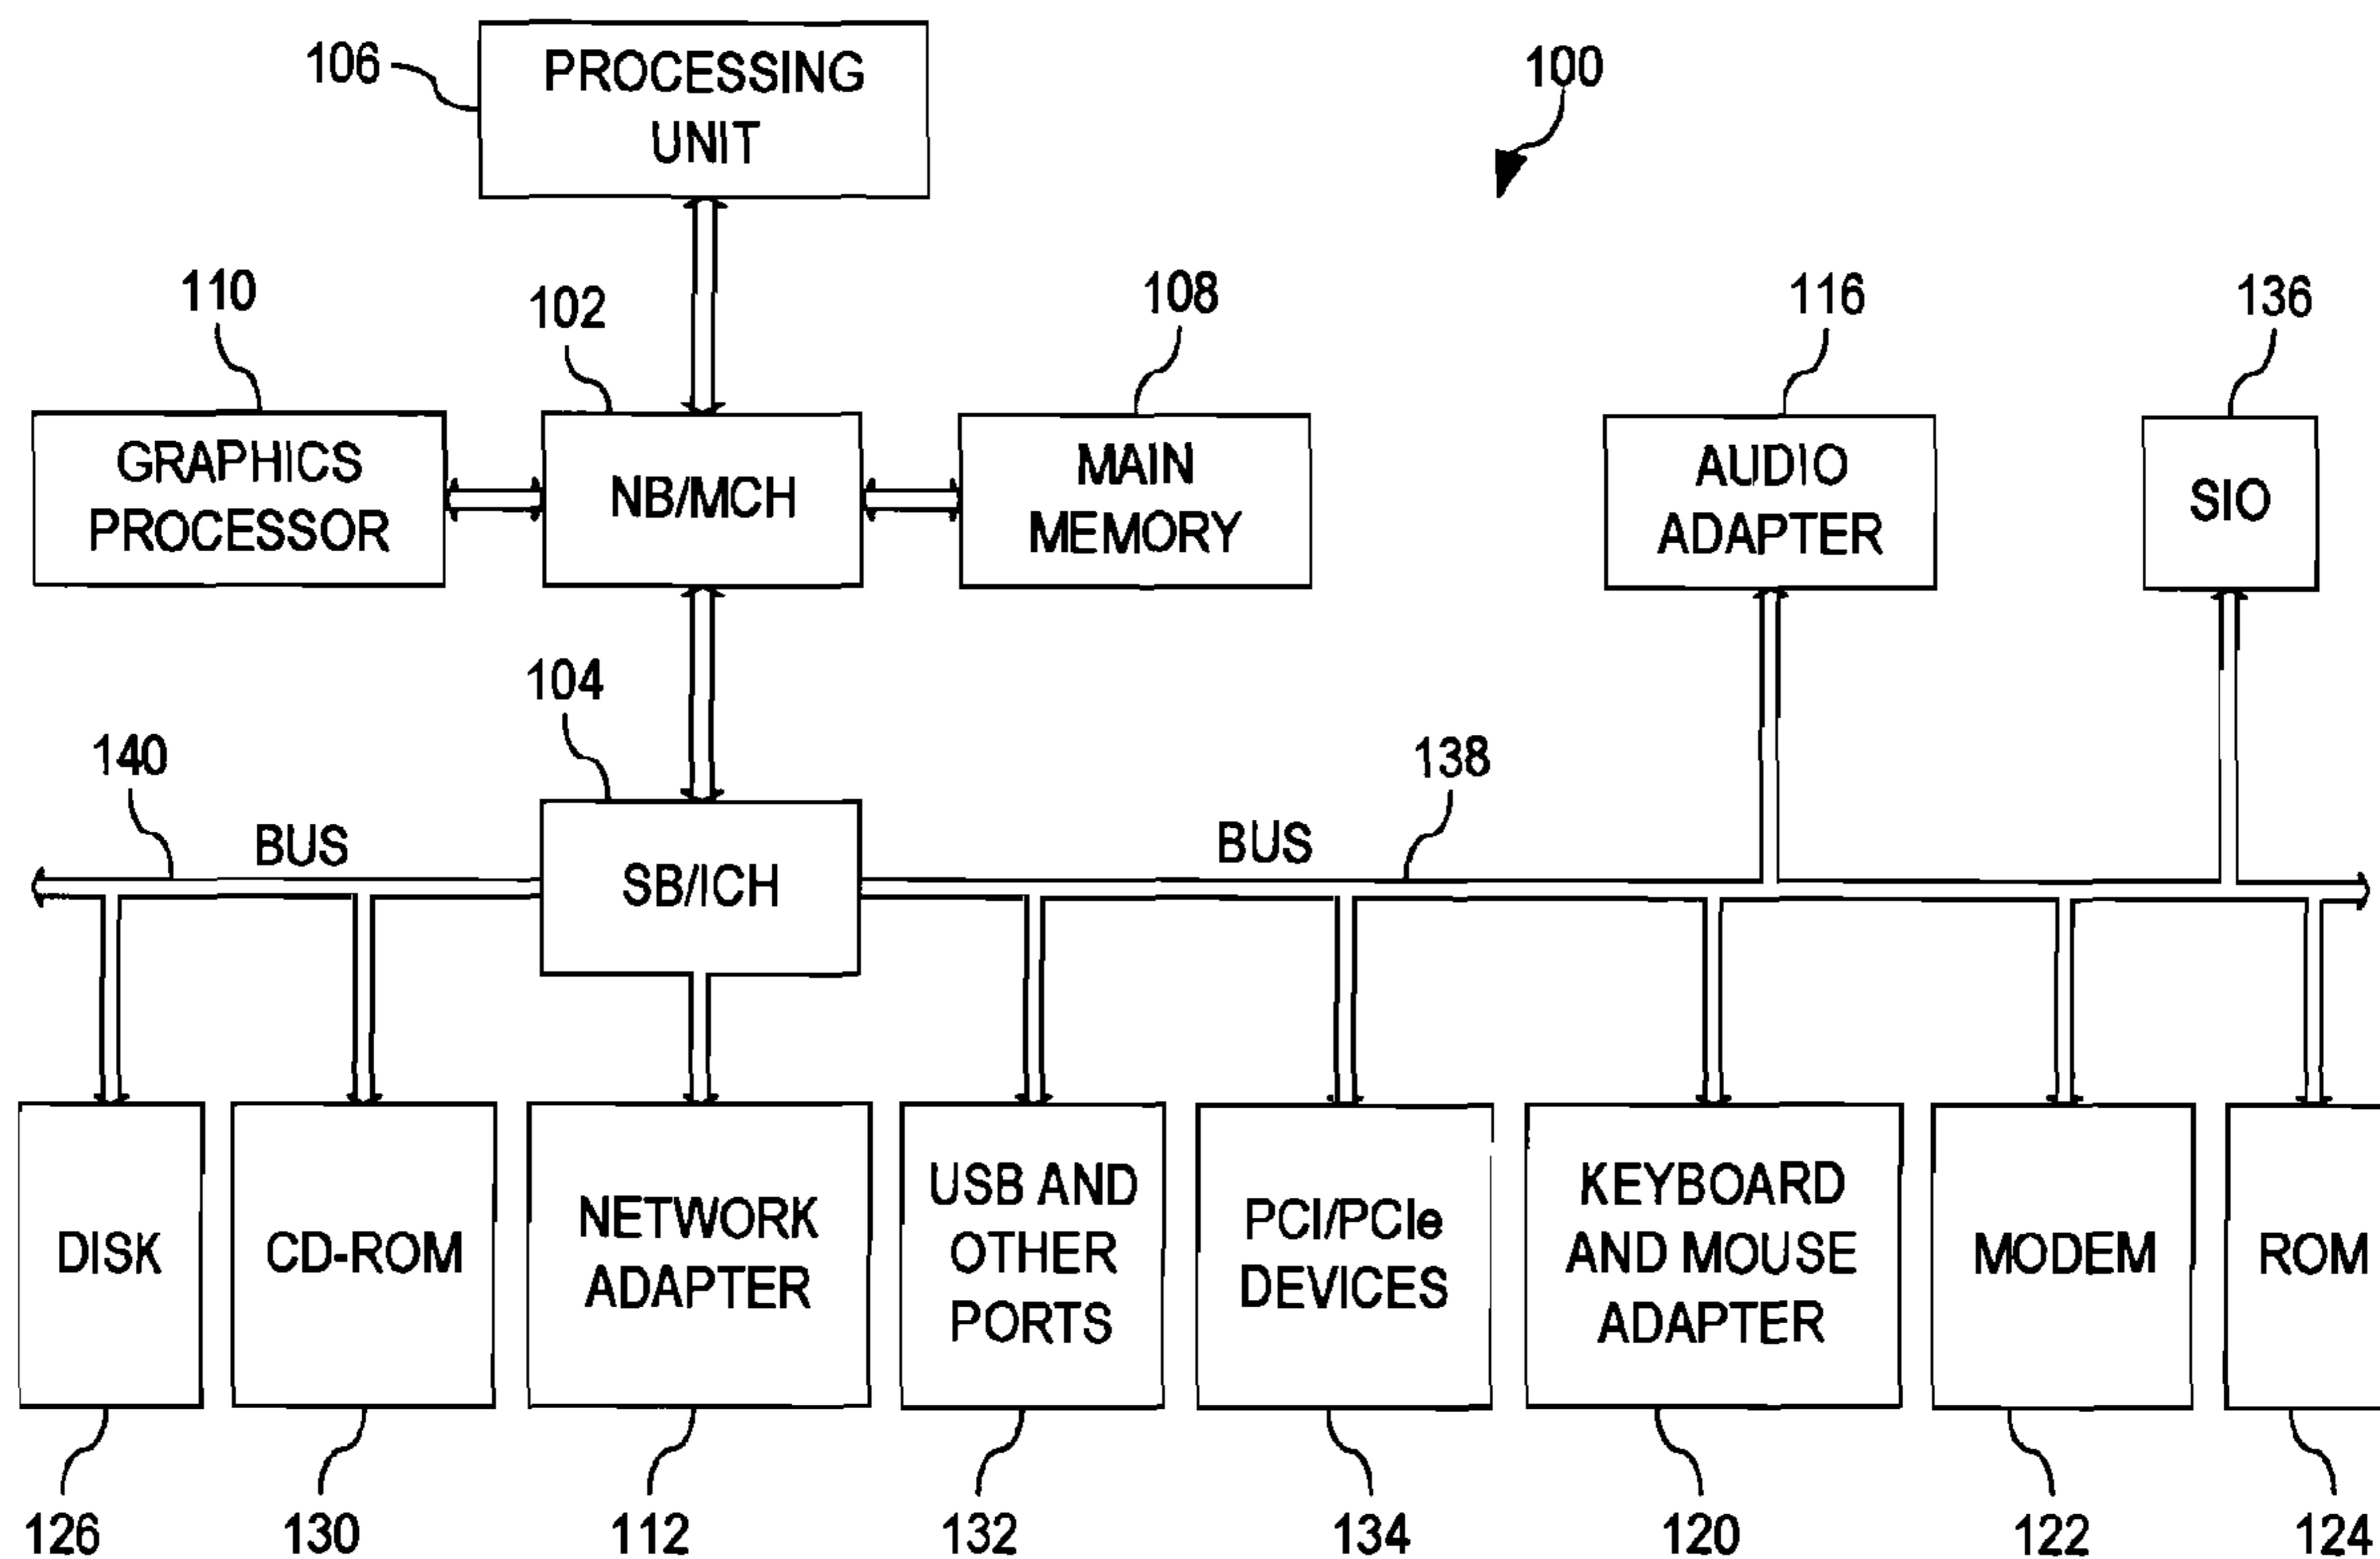 106
PROCESSING
UNIT
100
110
102
108
116
136
GRAPHICS
PROCESSOR
NB/MCH
MAIN
MEMORY
AUDIO
ADAPTER
SIO
104
140
BUS
138
BUS
SB/ICH
DISK
CD-ROM
NETWORK
ADAPTER
USB AND
OTHER
PORTS
PCI/PCIe
DEVICES
KEYBOARD
AND MOUSE
ADAPTER
MODEM
ROM
126
130
112
132
134
120
122
124